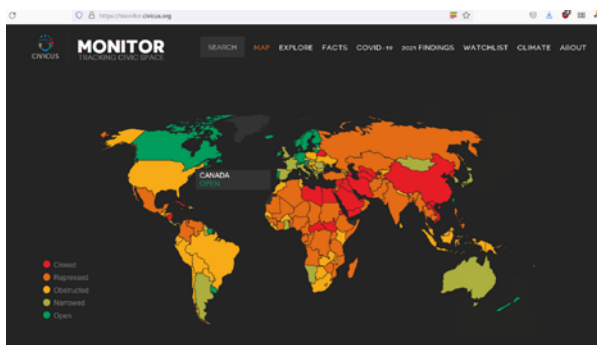 https://monitor.civicus.org
CIVICUS
MONITOR
TRACKING CIVIC SPACE
SEARCH MAP EXPLORE FACTS COVID-19 2021 FINDINGS WATCHLIST CLIMATE ABOUT
CANADA
OPEN
Closed
Repressed
Obstructed
Narrowed
Open